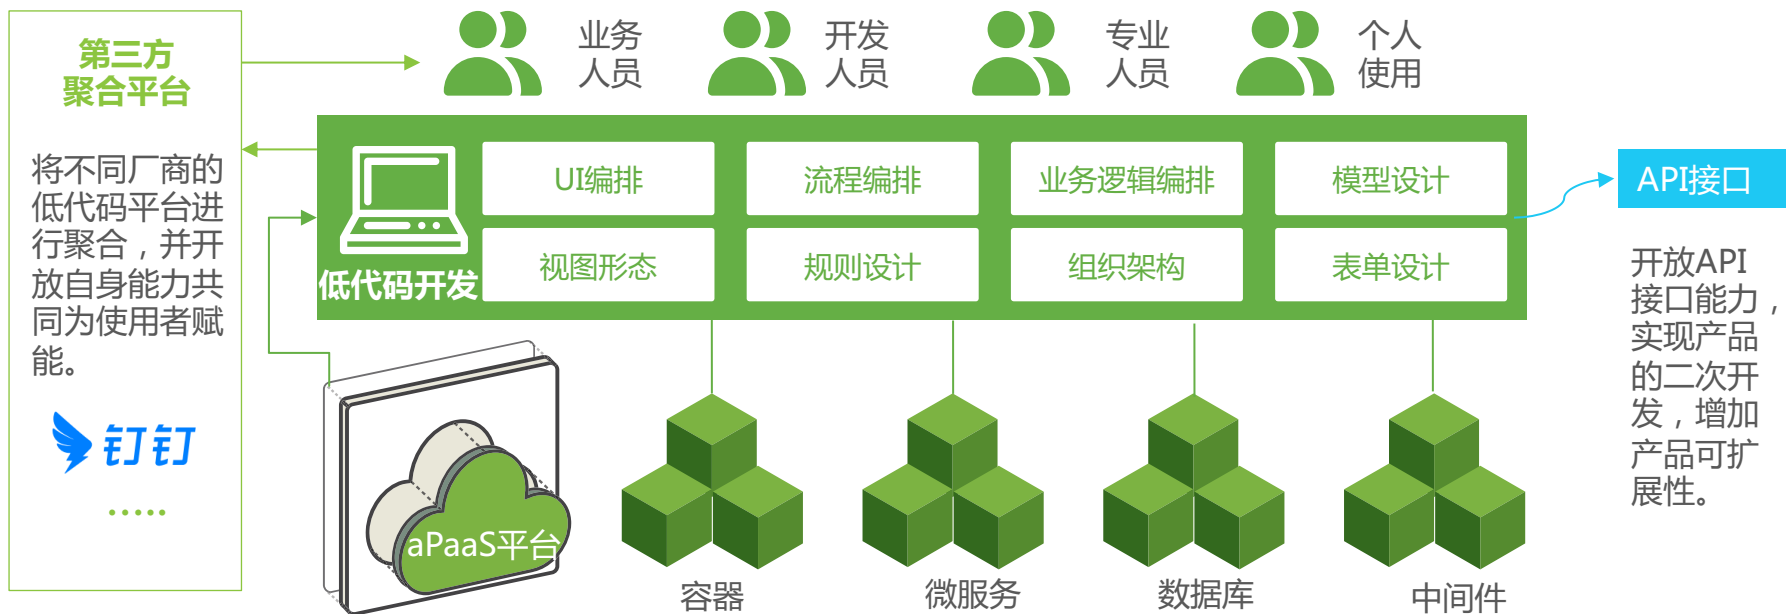 第三方
聚合平台
将不同厂商的
低代码平台进
行聚合，并开
放自身能力共
同为使用者赋
能。
钉钉
.....
业务
人员
开发
人员
专业
人员
个人
使用
低代码开发
UI编排
流程编排
业务逻辑编排
模型设计
视图形态
规则设计
组织架构
表单设计
API接口
开放API
接口能力，
实现产品
的二次开
发，增加
产品可扩
展性。
aPaaS平台
容器
微服务
数据库
中间件